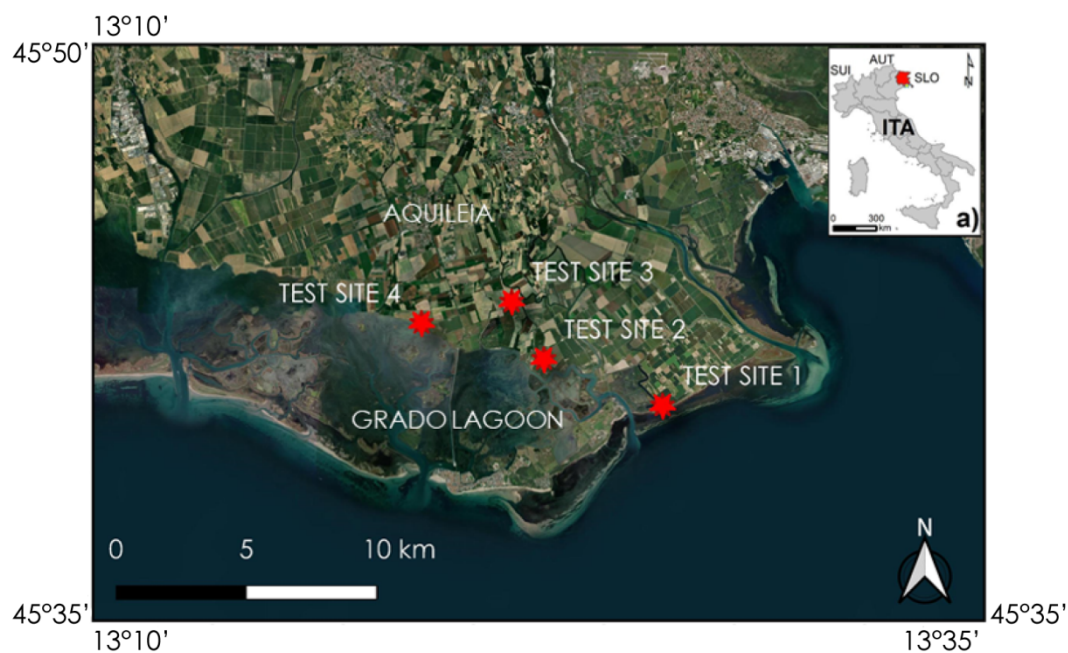 13°10'
45°50'
AUT
SUI
SLO
N
ITA
0 300
km
a)
AQUILEIA
TEST SITE 3
TEST SITE 4
TEST SITE 2
TEST SITE 1
GRADO LAGOON
N
0 5 10 km
45°35' 45°35'
13°10' 13°35'